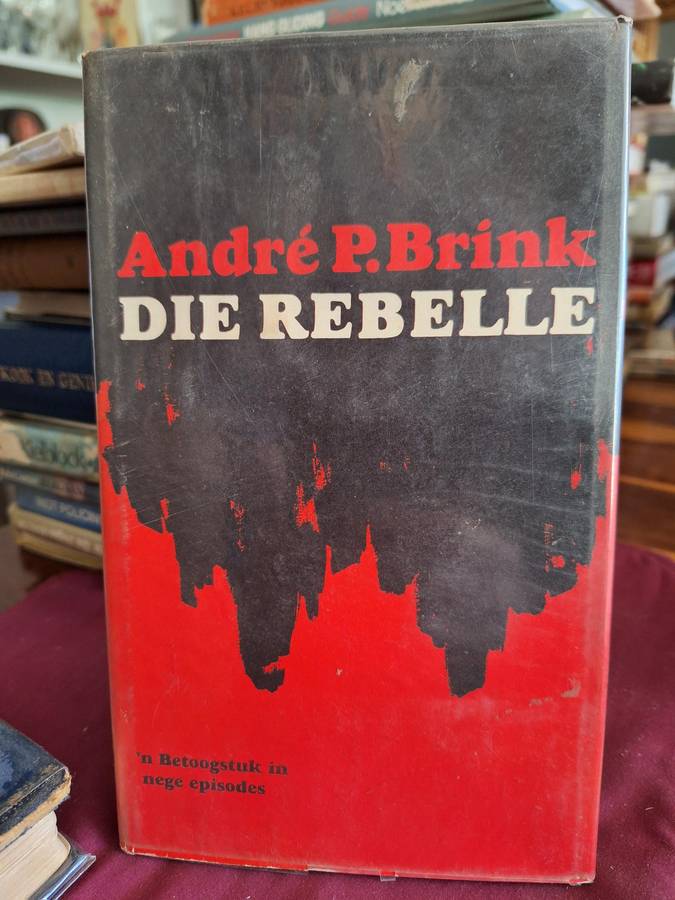 André P. Brink
DIE REBELLE
'n Betoogstuk in
nege episodes